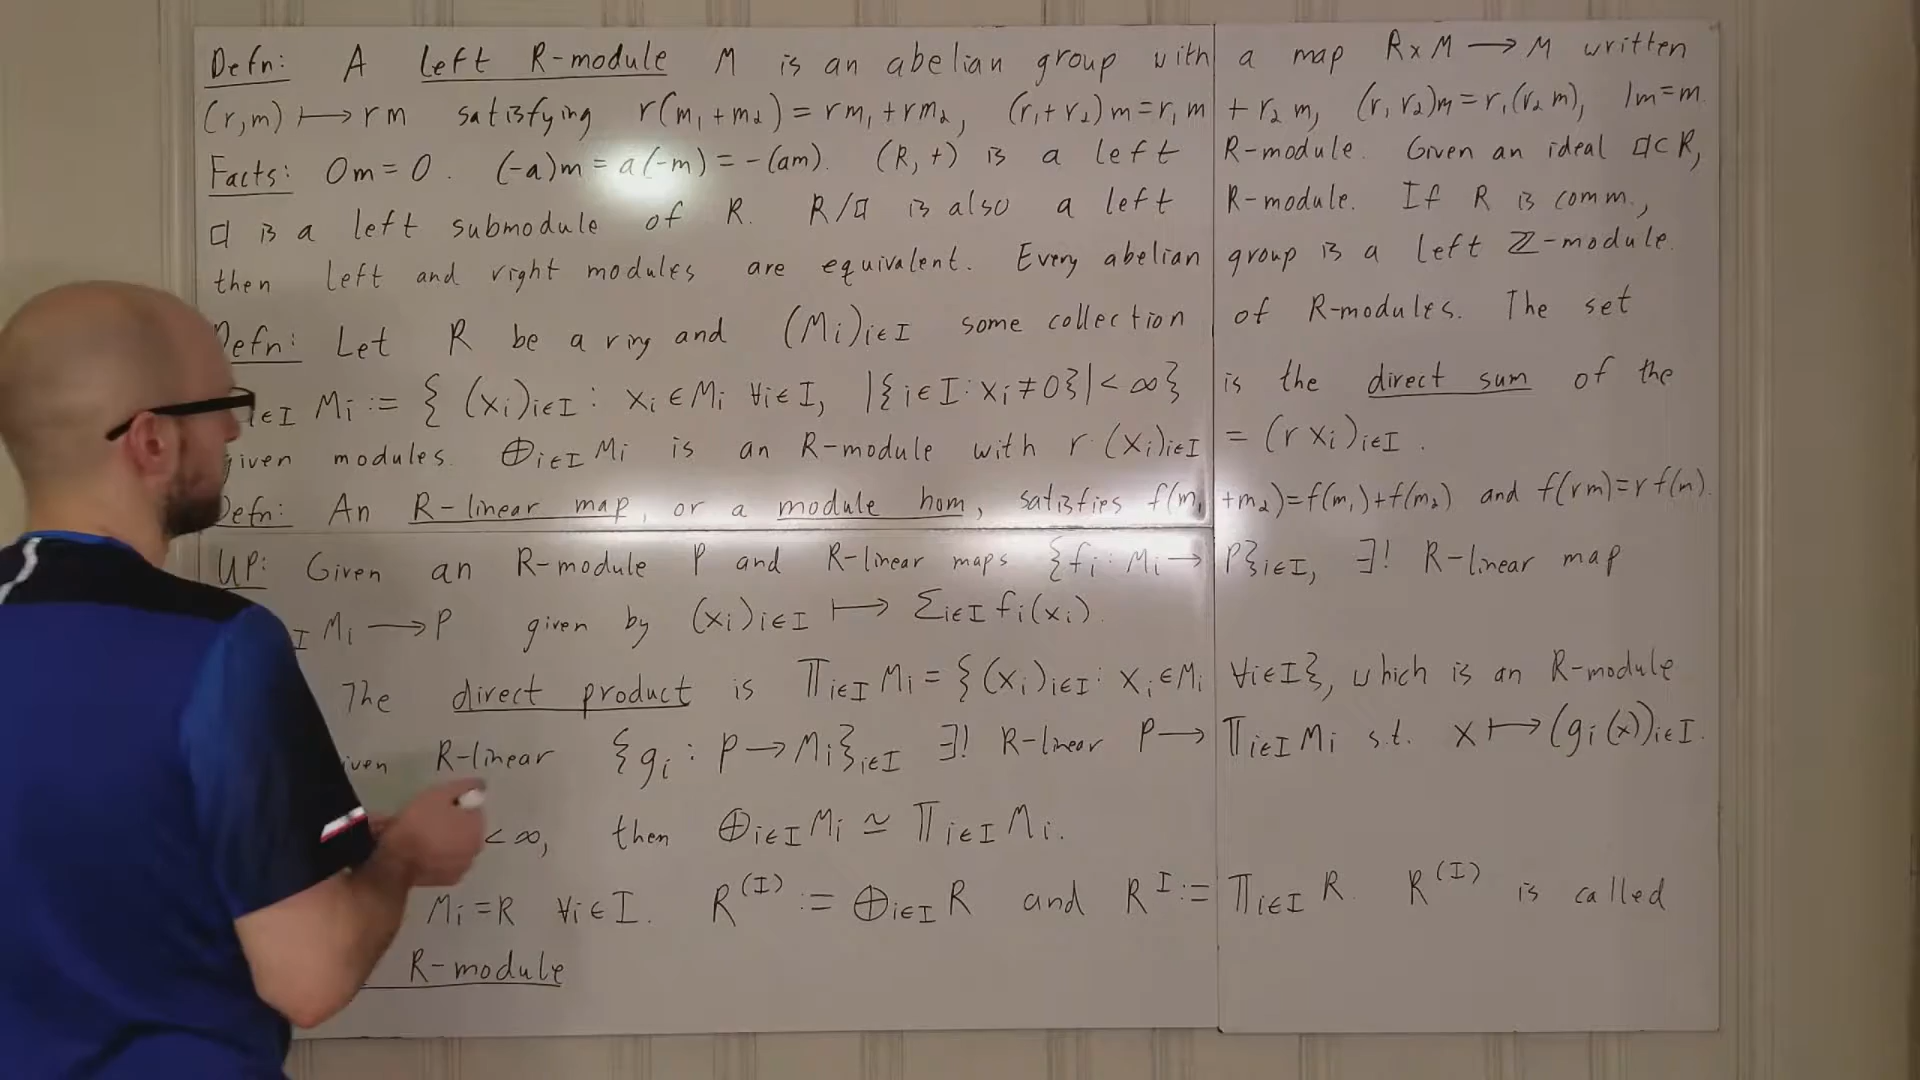 Defn: A left R-module M is an abelian group with a map R×M ⟶ M written
(r,m) ⟼ rm satisfying r(m₁+m₂)=rm₁+rm₂, (r₁+r₂)m=r₁m+r₂m, (r₁r₂)m=r₁(r₂m), 1m=m.
Facts: 0m=0. (-a)m=a(-m)=-(am). (R,+) is a left R-module. Given an ideal 𝔞⊂R,
𝔞 is a left submodule of R. R/𝔞 is also a left R-module. If R is comm.,
then left and right modules are equivalent. Every abelian group is a left ℤ-module.
Defn: Let R be a ring and (Mᵢ)ᵢ∈I some collection of R-modules. The set
i∈I Mᵢ := { (xᵢ)ᵢ∈I : xᵢ∈Mᵢ ∀i∈I, |{i∈I: xᵢ≠0}|<∞} is the direct sum of the
given modules. ⊕ᵢ∈I Mᵢ is an R-module with r·(xᵢ)ᵢ∈I = (rxᵢ)ᵢ∈I.
Defn: An R-linear map, or a module hom, satisfies f(m₁+m₂)=f(m₁)+f(m₂) and f(rm)=rf(m).
UP: Given an R-module P and R-linear maps {fᵢ: Mᵢ → P}ᵢ∈I, ∃! R-linear map
I Mᵢ ⟶ P given by (xᵢ)ᵢ∈I ⟼ Σᵢ∈I fᵢ(xᵢ).
The direct product is ∏ᵢ∈I Mᵢ = {(xᵢ)ᵢ∈I: xᵢ∈Mᵢ ∀i∈I}, which is an R-module
iven R-linear {gᵢ: P→Mᵢ}ᵢ∈I ∃! R-linear P⟶∏ᵢ∈I Mᵢ s.t. x⟼(gᵢ(x))ᵢ∈I.
<∞, then ⊕ᵢ∈I Mᵢ ≃ ∏ᵢ∈I Mᵢ.
Mᵢ=R ∀i∈I. R^(I) := ⊕ᵢ∈I R and R^I := ∏ᵢ∈I R. R^(I) is called
R-module